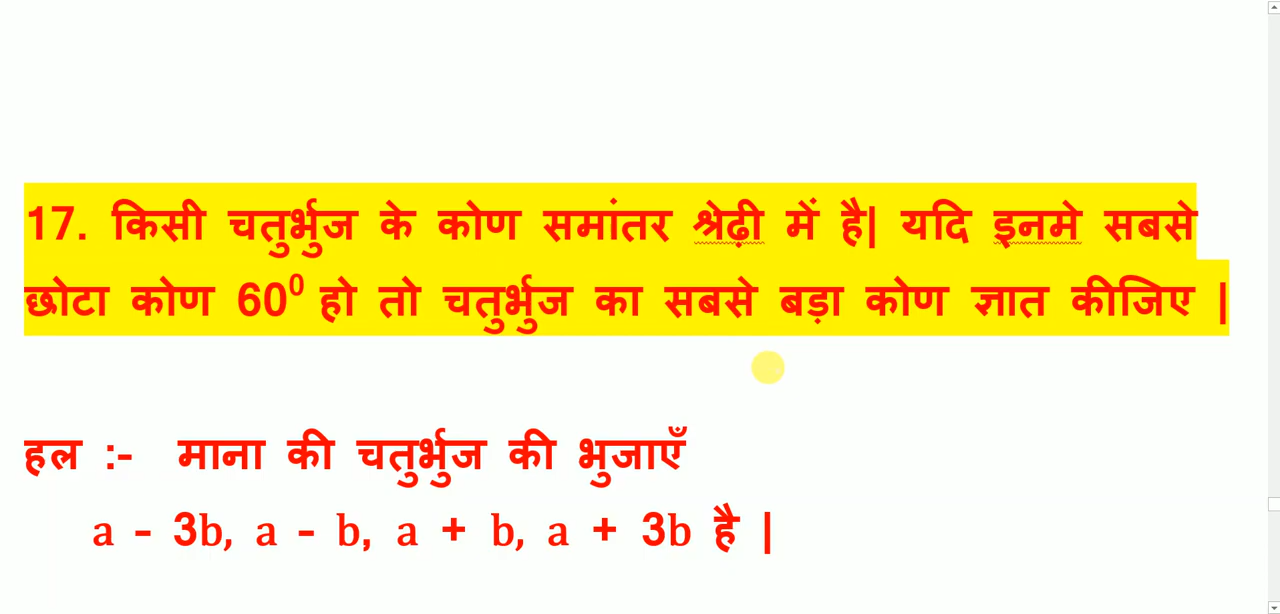 17. किसी चतुर्भुज के कोण समांतर श्रेढ़ी में है| यदि इनमे सबसे
छोटा कोण 60⁰ हो तो चतुर्भुज का सबसे बड़ा कोण ज्ञात कीजिए |
हल :- माना की चतुर्भुज की भुजाएँ
a - 3b, a - b, a + b, a + 3b है |